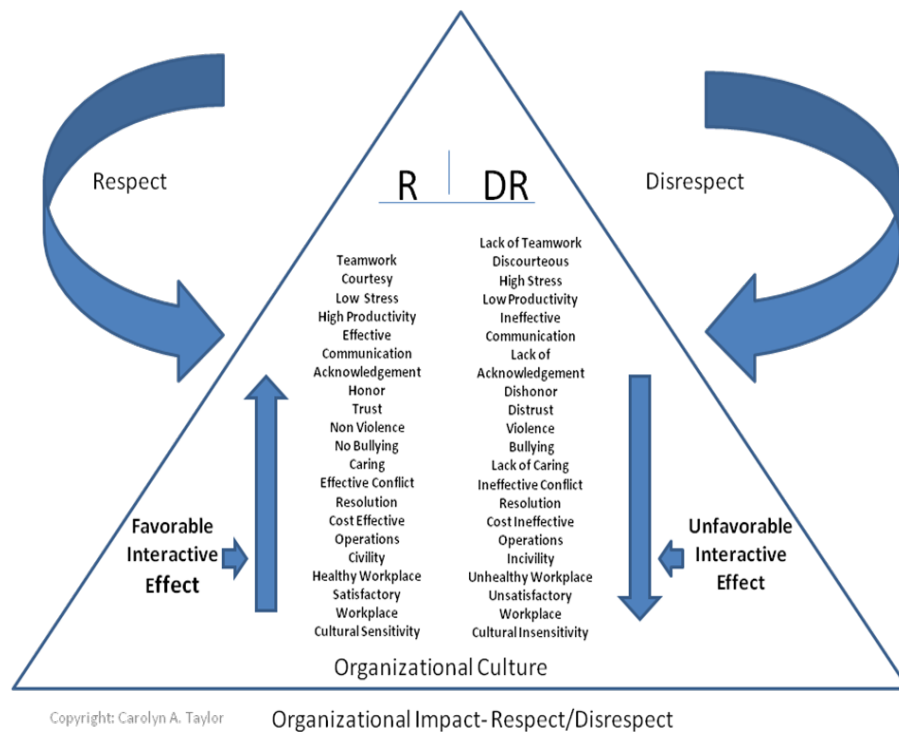 Respect
R
DR
Disrespect
Teamwork
Courtesy
Low Stress
High Productivity
Effective
Communication
Acknowledgement
Honor
Trust
Non Violence
No Bullying
Caring
Effective Conflict
Resolution
Cost Effective
Operations
Civility
Healthy Workplace
Satisfactory
Workplace
Cultural Sensitivity
Lack of Teamwork
Discourteous
High Stress
Low Productivity
Ineffective
Communication
Lack of
Acknowledgement
Dishonor
Distrust
Violence
Bullying
Lack of Caring
Ineffective Conflict
Resolution
Cost Ineffective
Operations
Incivility
Unhealthy Workplace
Unsatisfactory
Workplace
Cultural Insensitivity
Favorable
Interactive
Effect
Unfavorable
Interactive
Effect
Organizational Culture
Copyright: Carolyn A. Taylor
Organizational Impact- Respect/Disrespect